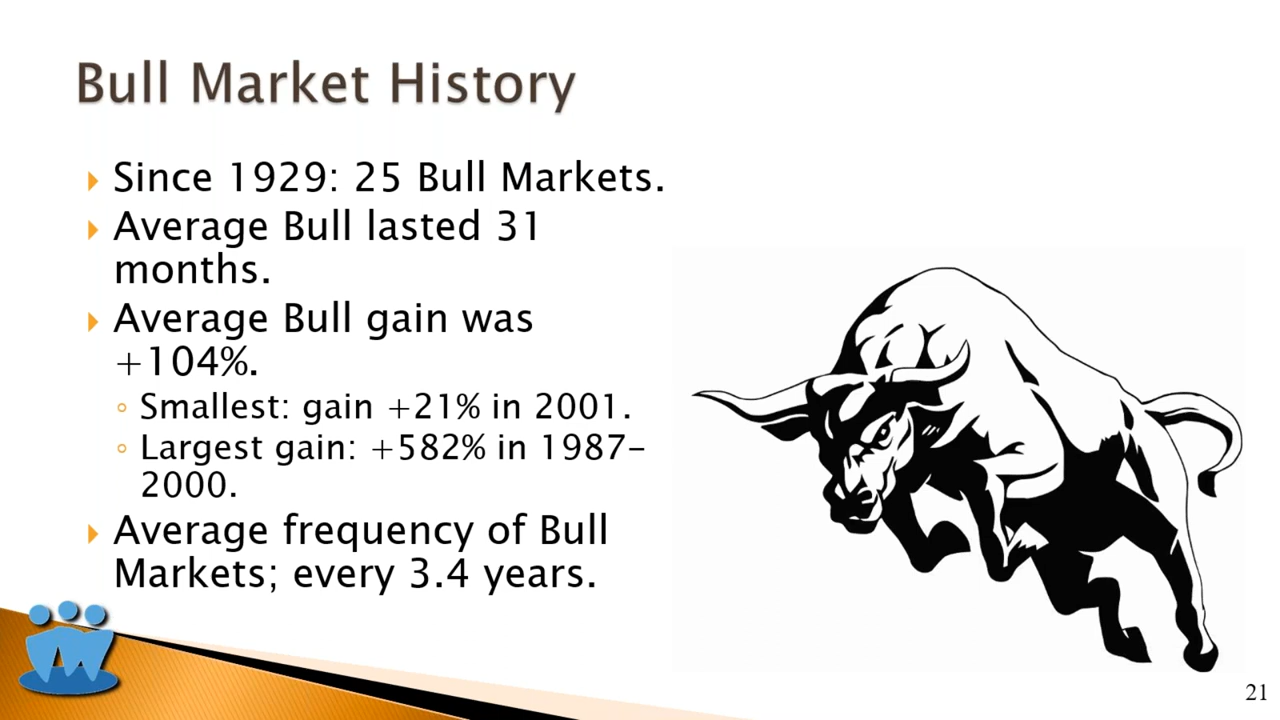 Bull Market History
Since 1929: 25 Bull Markets.
Average Bull lasted 31
months.
Average Bull gain was
+104%.
Smallest: gain +21% in 2001.
Largest gain: +582% in 1987-
2000.
Average frequency of Bull
Markets; every 3.4 years.
21